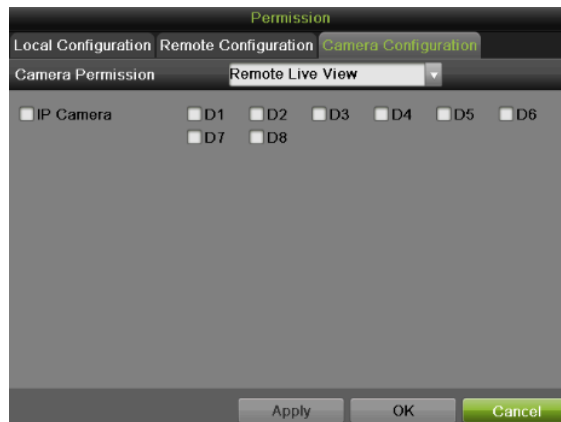 Permission
Local Configuration Remote Configuration Camera Configuration
Camera Permission Remote Live View
IP Camera D1 D2 D3 D4 D5 D6
D7 D8
Apply OK Cancel